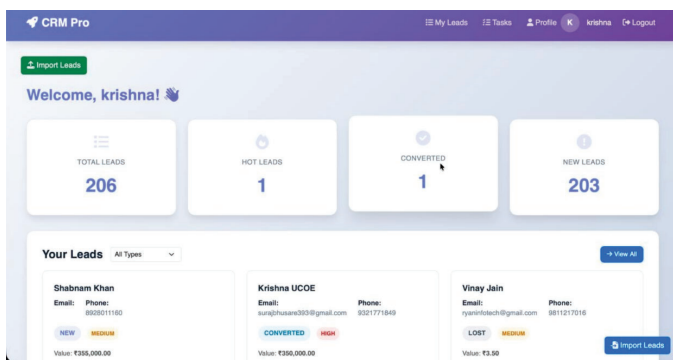 CRM Pro
My Leads Tasks Profile K krishna Logout
Import Leads
Welcome, krishna!
TOTAL LEADS
206
HOT LEADS
1
CONVERTED
1
NEW LEADS
203
Your Leads All Types View All
Shabnam Khan
Email: Phone:
8928011160
NEW MEDIUM
Value: ₹355,000.00
Krishna UCOE
Email: Phone:
surajbhusare393@gmail.com 9321771849
CONVERTED HIGH
Value: ₹350,000.00
Vinay Jain
Email: Phone:
ryaninfotech@gmail.com 9811217016
LOST MEDIUM
Value: ₹3.50
Import Leads